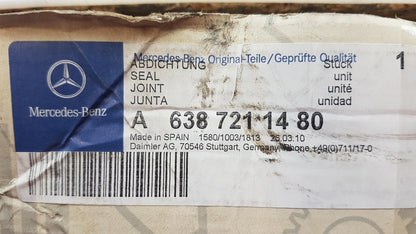 Mercedes-Benz Original-Teile/Geprüfte Qualität 1
ABDICHTUNG Stück
SEAL unit
JOINT unité
JUNTA unidad
Mercedes-Benz
A 638 721 14 80
Made in SPAIN 1580/1003/1813 26.03.10
Daimler AG, 70546 Stuttgart, Germany, Phone +49(0)711/17-0